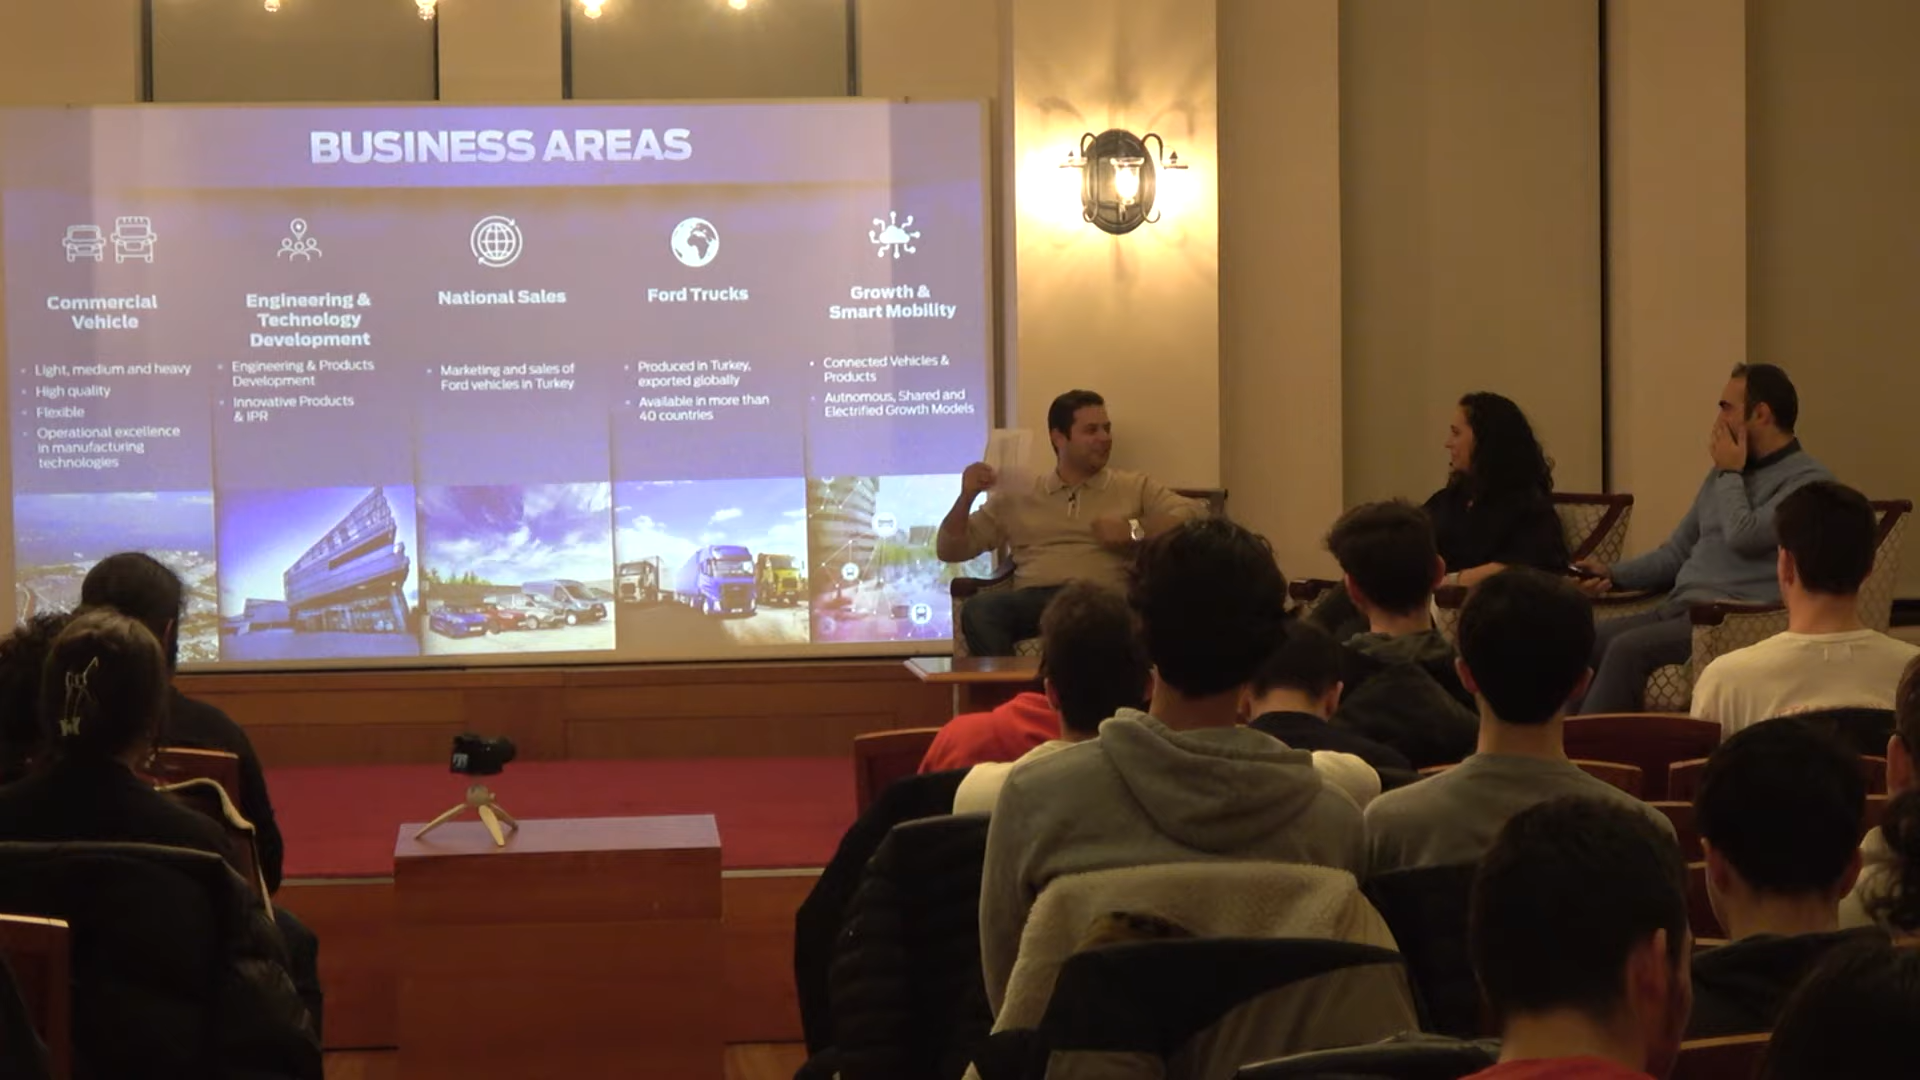 BUSINESS AREAS
Commercial
Vehicle
Light, medium and heavy
High quality
Flexible
Operational excellence
in manufacturing
technologies
Engineering &
Technology
Development
Engineering & Products
Development
Innovative Products
& IPR
National Sales
Marketing and sales of
Ford vehicles in Turkey
Ford Trucks
Produced in Turkey,
exported globally
Available in more than
40 countries
Growth &
Smart Mobility
Connected Vehicles &
Products
Autnomous, Shared and
Electrified Growth Models